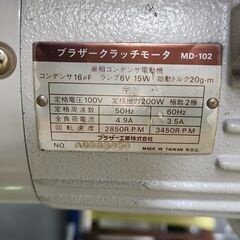 ブラザークラッチモータ MD-102
単相コンデンサ電動機
コンデンサ16μF ランプ6V 15W 始動トルク20g-m
定格電圧100V 定格出力200W 極数2極
定格周波数 50Hz 60Hz
全負荷電流 4.9A 3.5A
回転速度 2850R.P.M 3450R.P.M
ブラザー工業株式会社
NO MADE IN TAIWAN R.O.C.